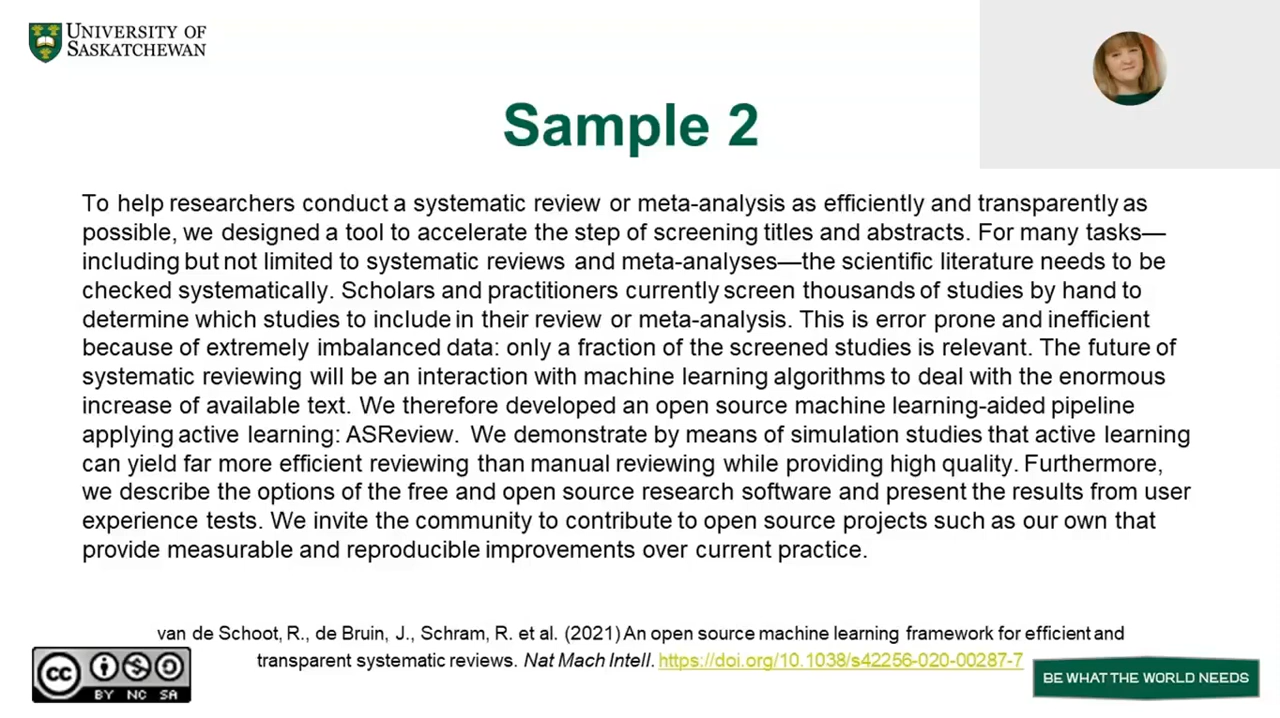 UNIVERSITY OF
SASKATCHEWAN
Sample 2
To help researchers conduct a systematic review or meta-analysis as efficiently and transparently as
possible, we designed a tool to accelerate the step of screening titles and abstracts. For many tasks—
including but not limited to systematic reviews and meta-analyses—the scientific literature needs to be
checked systematically. Scholars and practitioners currently screen thousands of studies by hand to
determine which studies to include in their review or meta-analysis. This is error prone and inefficient
because of extremely imbalanced data: only a fraction of the screened studies is relevant. The future of
systematic reviewing will be an interaction with machine learning algorithms to deal with the enormous
increase of available text. We therefore developed an open source machine learning-aided pipeline
applying active learning: ASReview. We demonstrate by means of simulation studies that active learning
can yield far more efficient reviewing than manual reviewing while providing high quality. Furthermore,
we describe the options of the free and open source research software and present the results from user
experience tests. We invite the community to contribute to open source projects such as our own that
provide measurable and reproducible improvements over current practice.
van de Schoot, R., de Bruin, J., Schram, R. et al. (2021) An open source machine learning framework for efficient and
transparent systematic reviews. Nat Mach Intell. https://doi.org/10.1038/s42256-020-00287-7
cc
BY NC SA
BE WHAT THE WORLD NEEDS